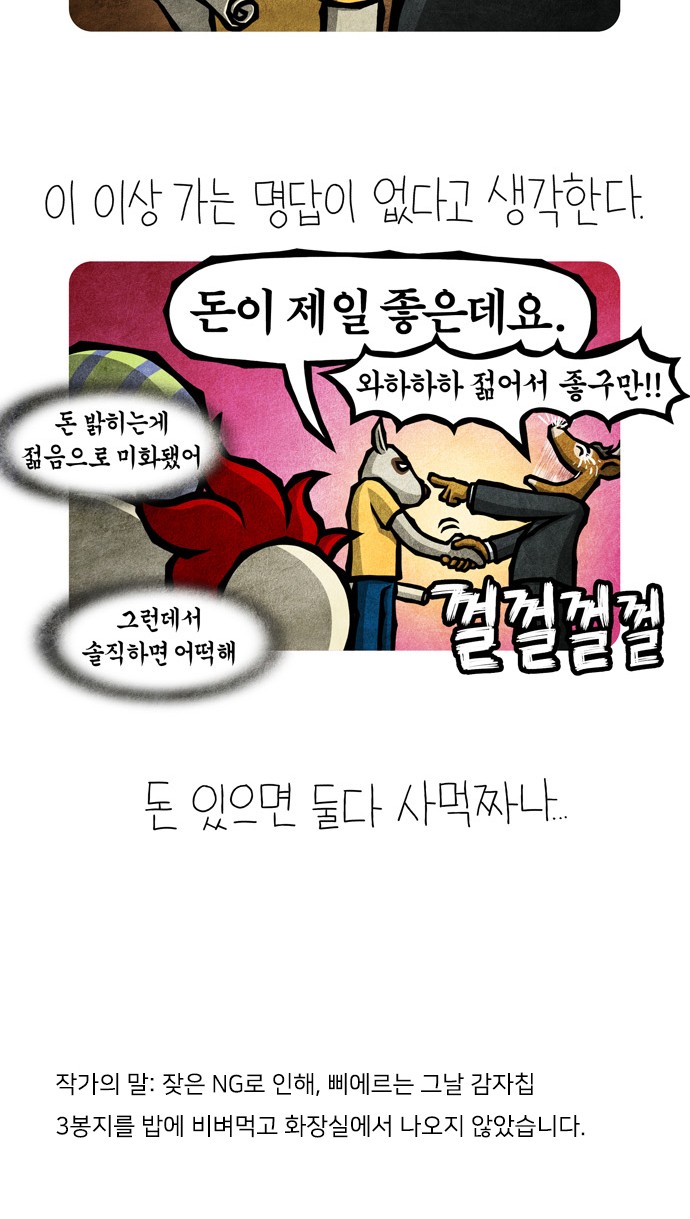 이 이상 가는 명답이 없다고 생각한다.
돈이 제일 좋은데요.
와하하하 젊어서 좋구만!!
돈 밝히는게
젊음으로 미화됐어
그런데서
솔직하면 어떡해
껄껄껄껄
돈 있으면 둘다 사먹짜나...
작가의 말: 잦은 NG로 인해, 삐에르는 그날 감자칩
3봉지를 밥에 비벼먹고 화장실에서 나오지 않았습니다.